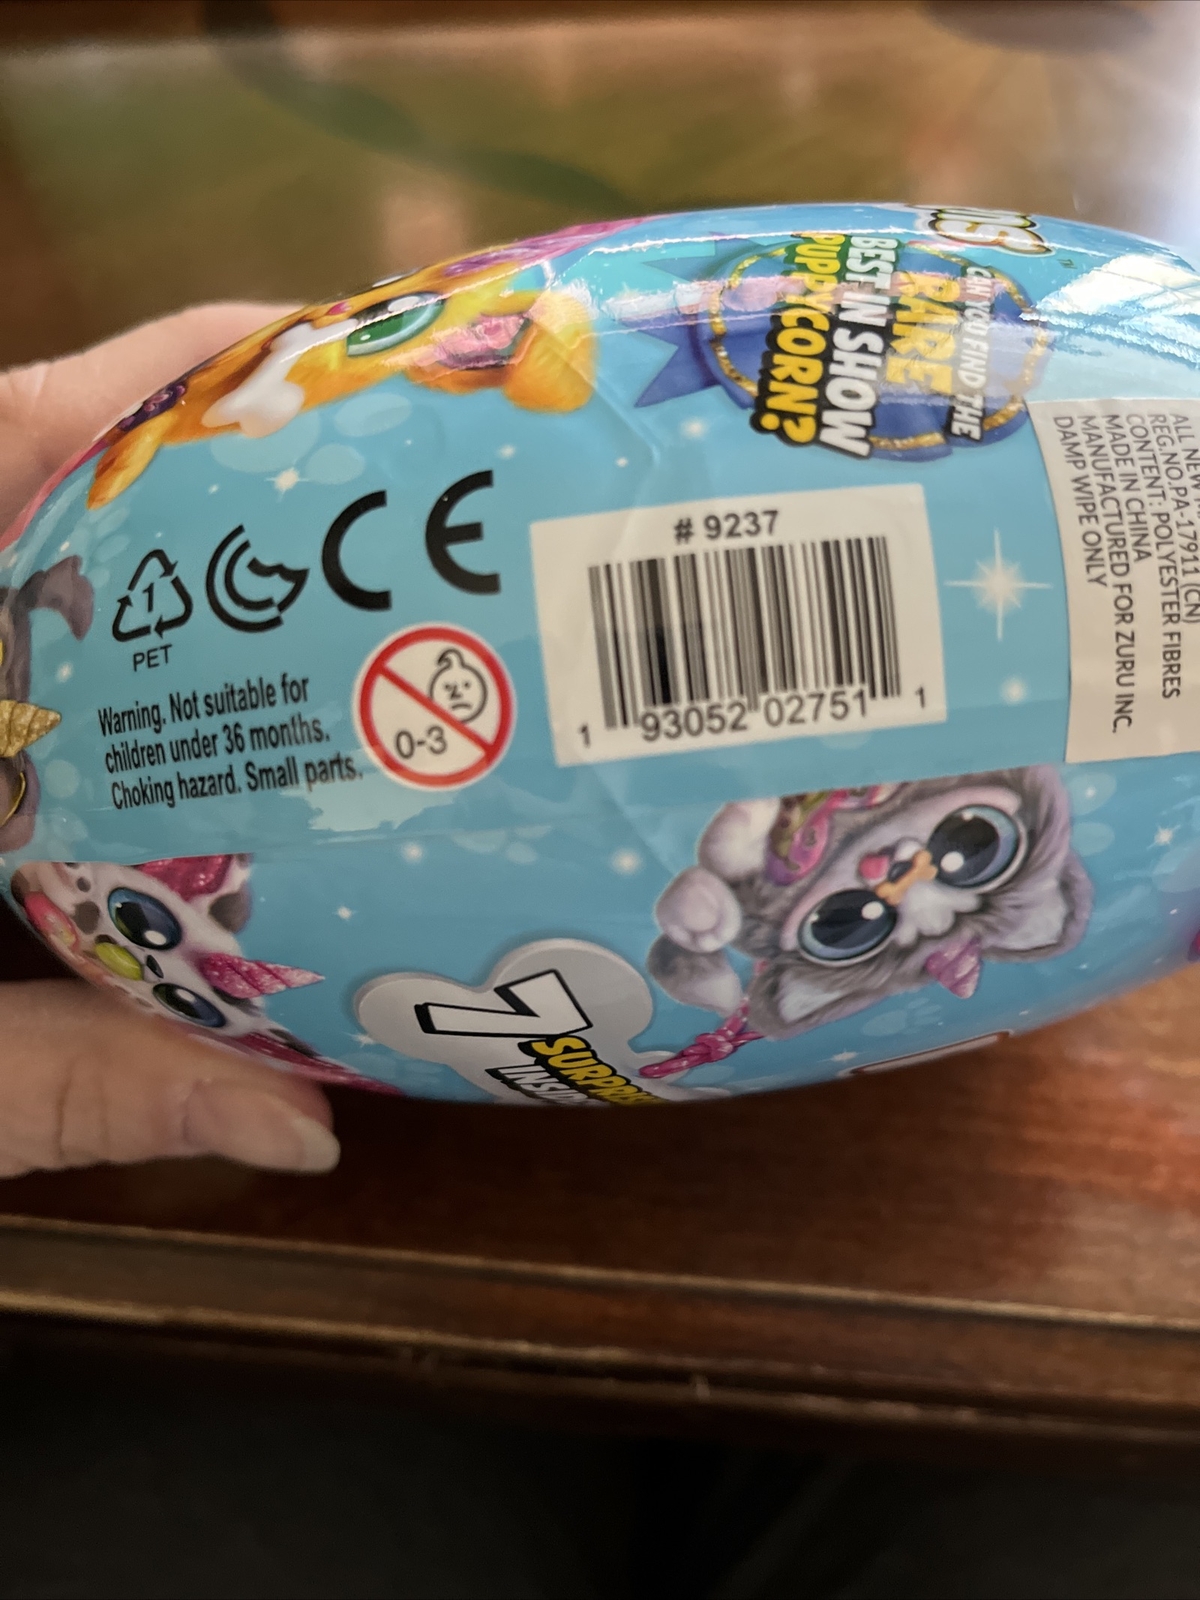 CAN YOU FIND THE
RARE
BEST IN SHOW
PUPPYCORN?
# 9237
1 93052 02751 1
ALL NEW
REG.NO.PA-17911 (CN)
CONTENT: POLYESTER FIBRES
MADE IN CHINA
MANUFACTURED FOR ZURU INC.
DAMP WIPE ONLY
CE
1
PET
0-3
Warning. Not suitable for
children under 36 months.
Choking hazard. Small parts.
7
SURPRISES
INSIDE